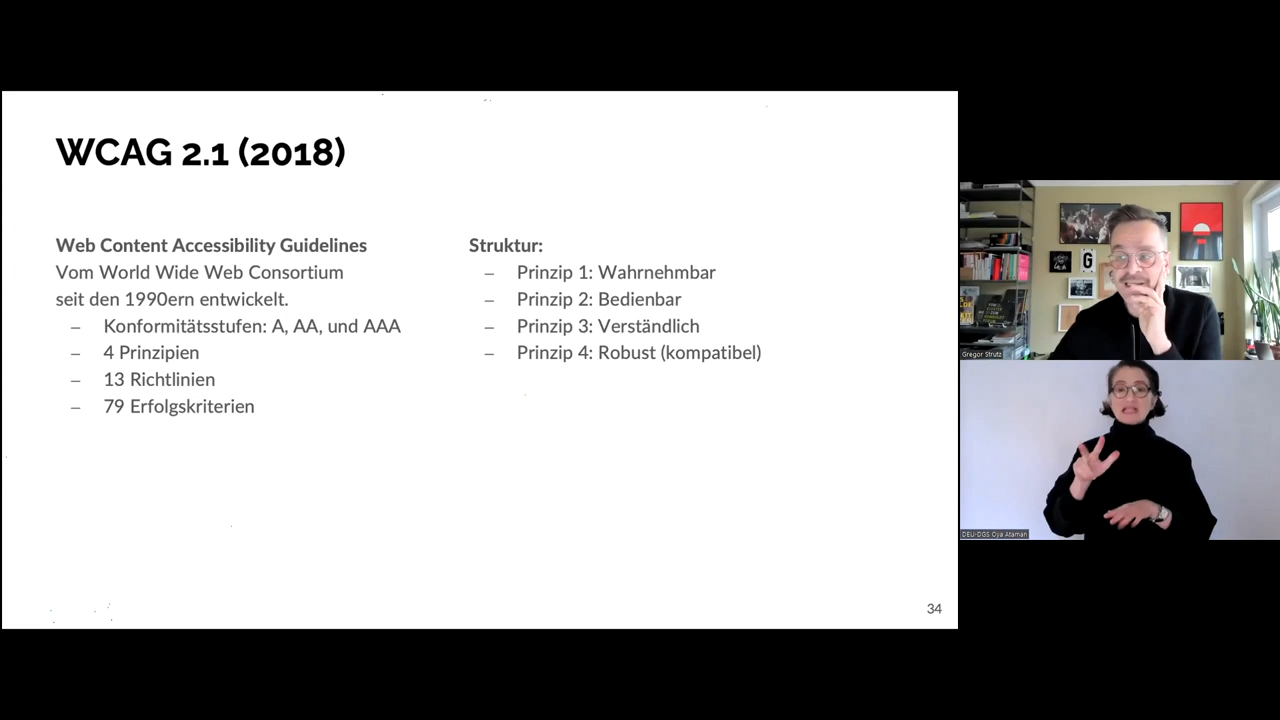 WCAG 2.1 (2018)
Web Content Accessibility Guidelines
Vom World Wide Web Consortium
seit den 1990ern entwickelt.
– Konformitätsstufen: A, AA, und AAA
– 4 Prinzipien
– 13 Richtlinien
– 79 Erfolgskriterien
Struktur:
– Prinzip 1: Wahrnehmbar
– Prinzip 2: Bedienbar
– Prinzip 3: Verständlich
– Prinzip 4: Robust (kompatibel)
34
G
Gregor Strutz
DEU-DGS Oya Ataman